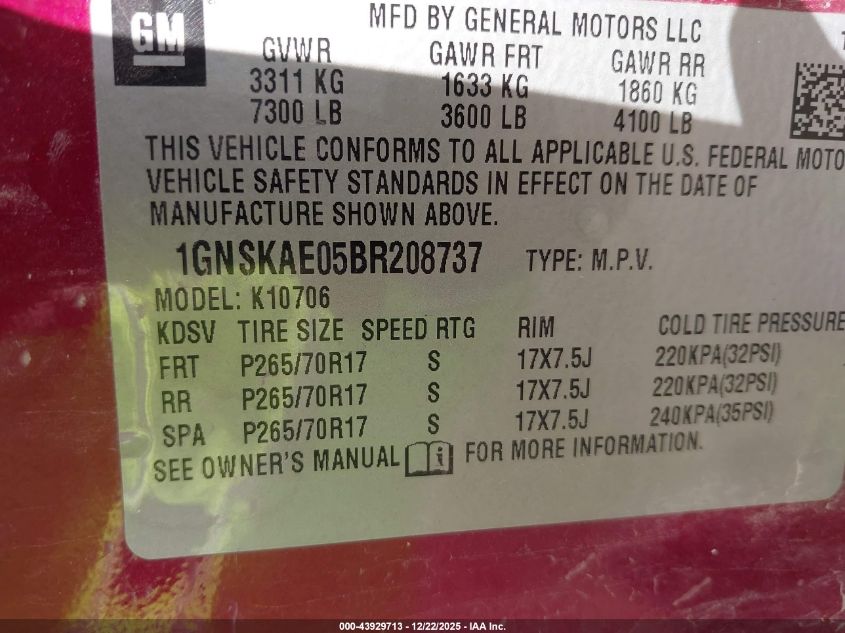 GM
MFD BY GENERAL MOTORS LLC
GVWR GAWR FRT GAWR RR
3311 KG 1633 KG 1860 KG
7300 LB 3600 LB 4100 LB
THIS VEHICLE CONFORMS TO ALL APPLICABLE U.S. FEDERAL MOTO
VEHICLE SAFETY STANDARDS IN EFFECT ON THE DATE OF
MANUFACTURE SHOWN ABOVE.
1GNSKAE05BR208737 TYPE: M.P.V.
MODEL: K10706
KDSV TIRE SIZE SPEED RTG RIM COLD TIRE PRESSURE
FRT P265/70R17 S 17X7.5J 220KPA(32PSI)
RR P265/70R17 S 17X7.5J 220KPA(32PSI)
SPA P265/70R17 S 17X7.5J 240KPA(35PSI)
SEE OWNER'S MANUAL i FOR MORE INFORMATION.
000-43929713 - 12/22/2025 - IAA Inc.